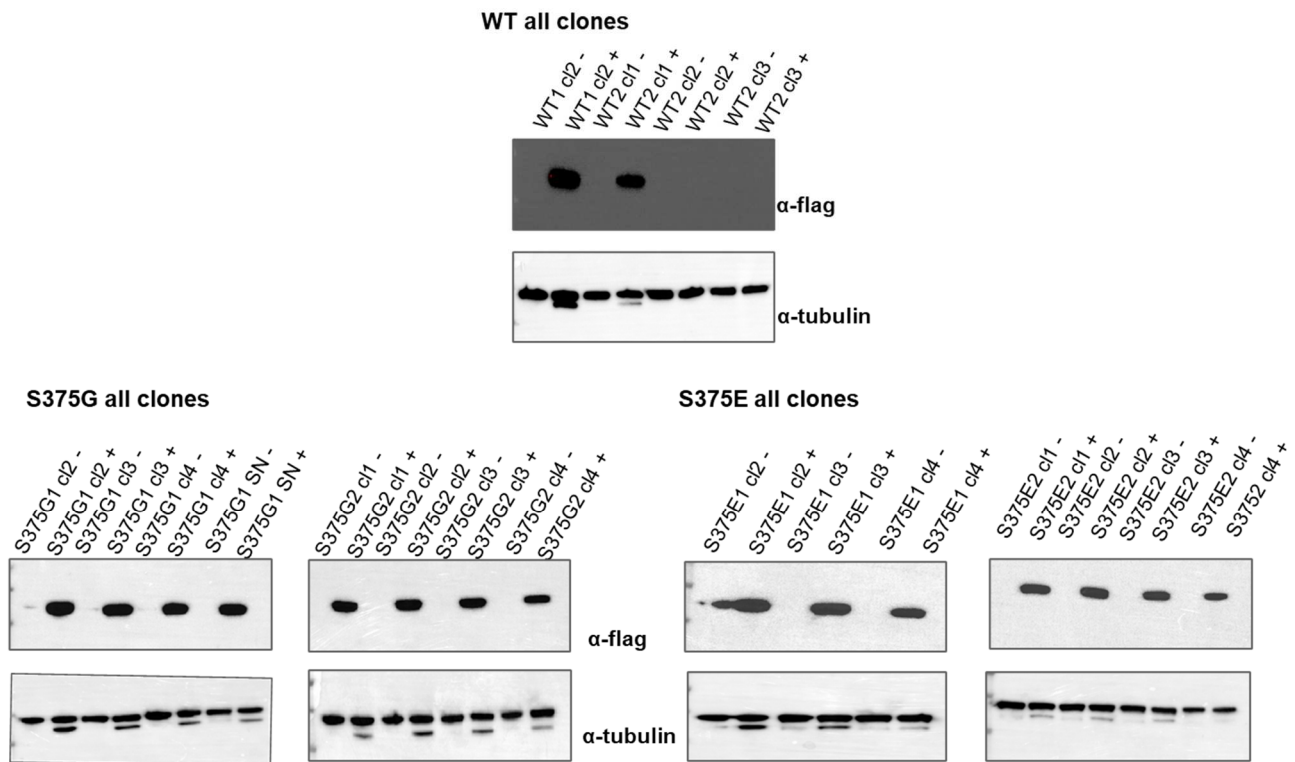 WT all clones
WT1 cl2 -
WT1 cl2 +
WT2 cl1 -
WT2 cl1 +
WT2 cl2 -
WT2 cl2 +
WT2 cl3 -
WT2 cl3 +
α-flag
α-tubulin
S375G all clones
S375G1 cl2 -
S375G1 cl2 +
S375G1 cl3 -
S375G1 cl3 +
S375G1 cl4 -
S375G1 cl4 +
S375G1 SN -
S375G1 SN +
S375G2 cl1 -
S375G2 cl1 +
S375G2 cl2 -
S375G2 cl2 +
S375G2 cl3 -
S375G2 cl3 +
S375G2 cl4 -
S375G2 cl4 +
α-flag
α-tubulin
S375E all clones
S375E1 cl2 -
S375E1 cl2 +
S375E1 cl3 -
S375E1 cl3 +
S375E1 cl4 -
S375E1 cl4 +
S375E2 cl1 -
S375E2 cl1 +
S375E2 cl2 -
S375E2 cl2 +
S375E2 cl3 -
S375E2 cl3 +
S375E2 cl4 -
S3752 cl4 +